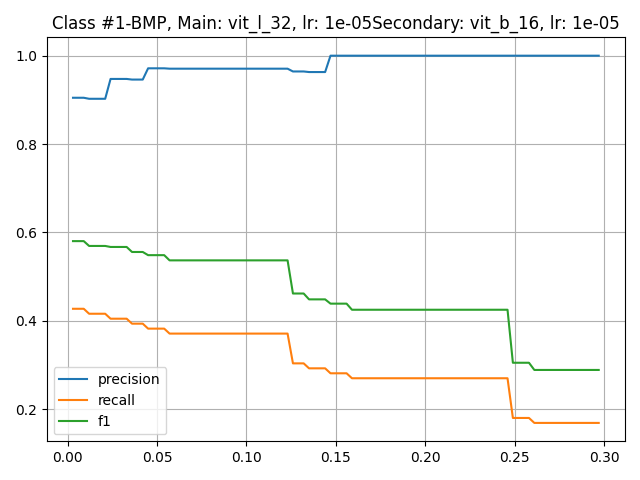 Class #1-BMP, Main: vit_l_32, lr: 1e-05Secondary: vit_b_16, lr: 1e-05
1.0
0.8
0.6
0.4
0.2
precision
recall
f1
0.00 0.05 0.10 0.15 0.20 0.25 0.30